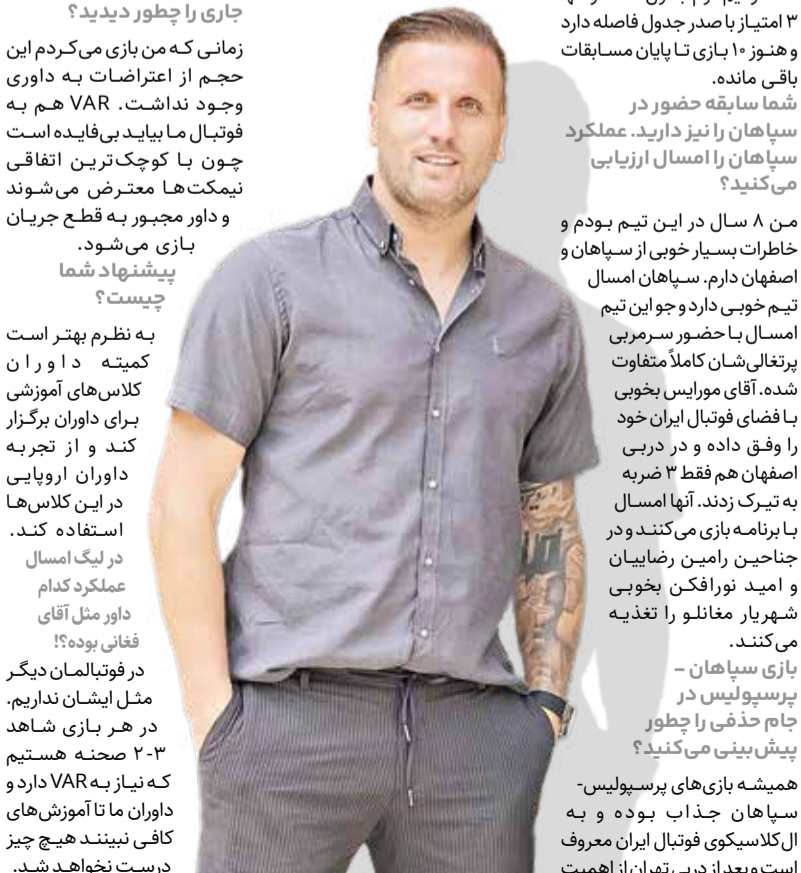 ۳ امتیاز با صدر جدول فاصله دارد
و هنوز ۱۰ بازی تا پایان مسابقات
باقی مانده.
شما سابقه حضور در
سپاهان را نیز دارید. عملکرد
سپاهان را امسال ارزیابی
می‌کنید؟
من ۸ سال در این تیم بودم و
خاطرات بسیار خوبی از سپاهان و
اصفهان دارم. سپاهان امسال
تیم خوبی دارد و جو این تیم
امسال با حضور سرمربی
پرتغالی‌شان کاملاً متفاوت
شده. آقای مورایس بخوبی
با فضای فوتبال ایران خود
را وفق داده و در دربی
اصفهان هم فقط ۳ ضربه
به تیرک زدند. آنها امسال
با برنامه بازی می‌کنند و در
جناحین رامین رضاییان
و امید نورافکن بخوبی
شهریار مغانلو را تغذیه
می‌کنند.
بازی سپاهان -
پرسپولیس در
جام حذفی را چطور
پیش‌بینی می‌کنید؟
همیشه بازی‌های پرسپولیس-
سپاهان جذاب بوده و به
ال‌کلاسیکوی فوتبال ایران معروف
است و بعد از دربی تهران از اهمیت
جاری را چطور دیدید؟
زمانی که من بازی می‌کردم این
حجم از اعتراضات به داوری
وجود نداشت. VAR هم به
فوتبال ما بیاید بی‌فایده است
چون با کوچک‌ترین اتفاقی
نیمکت‌ها معترض می‌شوند
و داور مجبور به قطع جریان
بازی می‌شود.
پیشنهاد شما
چیست؟
به نظرم بهتر است
کمیته داوران
کلاس‌های آموزشی
برای داوران برگزار
کند و از تجربه
داوران اروپایی
در این کلاس‌ها
استفاده کند.
در لیگ امسال
عملکرد کدام
داور مثل آقای
فغانی بوده؟!
در فوتبالمان دیگر
مثل ایشان نداریم.
در هر بازی شاهد
۲-۳ صحنه هستیم
که نیاز به VAR دارد و
داوران ما تا آموزش‌های
کافی نبینند هیچ چیز
درست نخواهد شد.